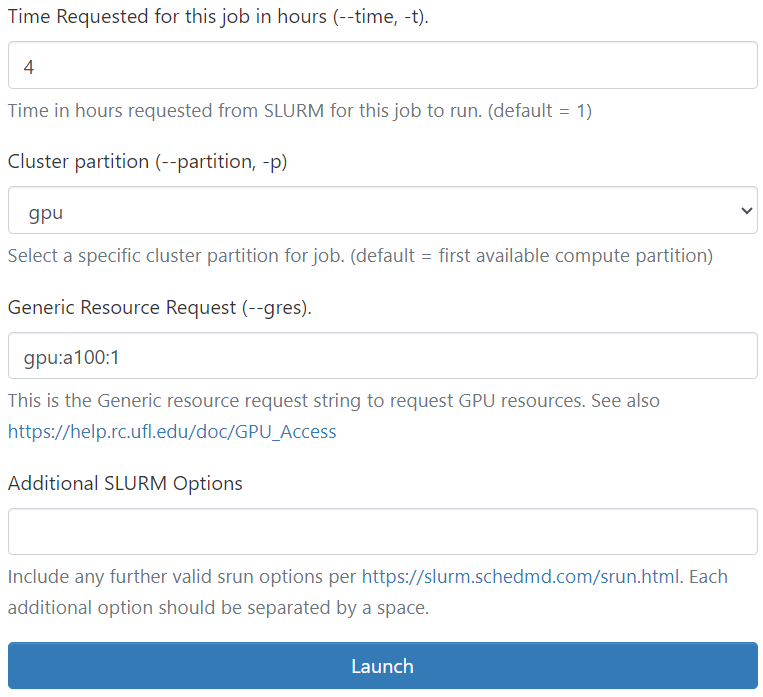 Time Requested for this job in hours (--time, -t).
4
Time in hours requested from SLURM for this job to run. (default = 1)
Cluster partition (--partition, -p)
gpu
Select a specific cluster partition for job. (default = first available compute partition)
Generic Resource Request (--gres).
gpu:a100:1
This is the Generic resource request string to request GPU resources. See also
https://help.rc.ufl.edu/doc/GPU_Access
Additional SLURM Options
Include any further valid srun options per https://slurm.schedmd.com/srun.html. Each
additional option should be separated by a space.
Launch